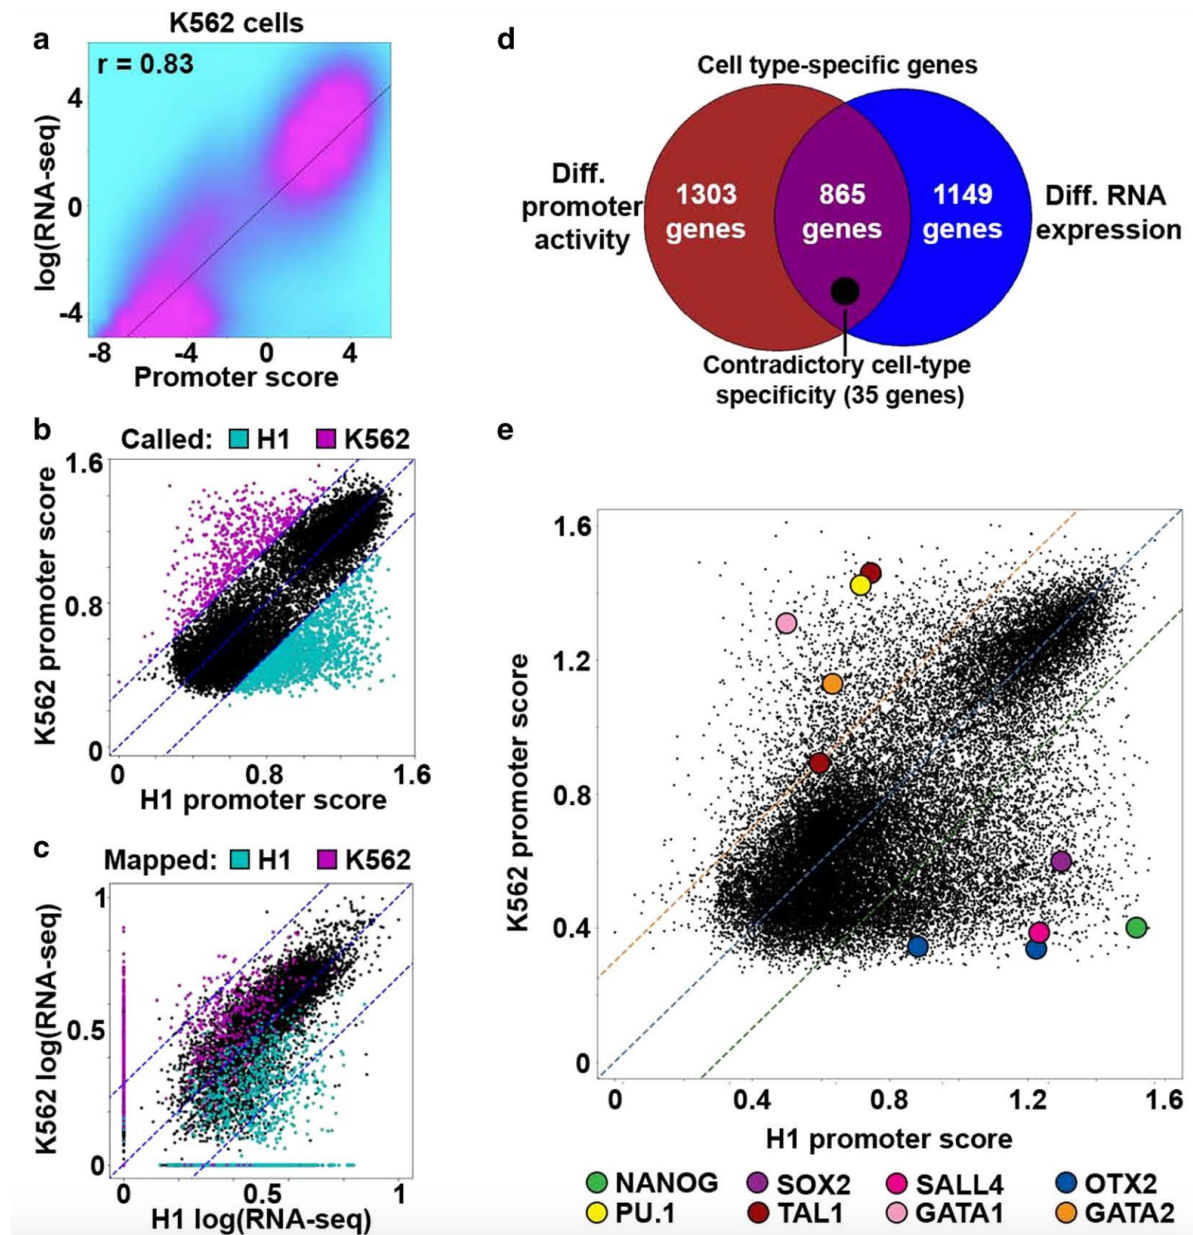 a
K562 cells
r = 0.83
log(RNA-seq)
4
0
-4
-8 -4 0 4
Promoter score
b
Called: H1 K562
K562 promoter score
1.6
0.8
0
0 0.8 1.6
H1 promoter score
c
Mapped: H1 K562
K562 log(RNA-seq)
1
0.5
0
0 0.5 1
H1 log(RNA-seq)
d
Cell type-specific genes
Diff.
promoter
activity
1303
genes
865
genes
1149
genes
Diff. RNA
expression
Contradictory cell-type
specificity (35 genes)
e
K562 promoter score
1.6
1.2
0.8
0.4
0
0 0.4 0.8 1.2 1.6
H1 promoter score
NANOG SOX2 SALL4 OTX2
PU.1 TAL1 GATA1 GATA2